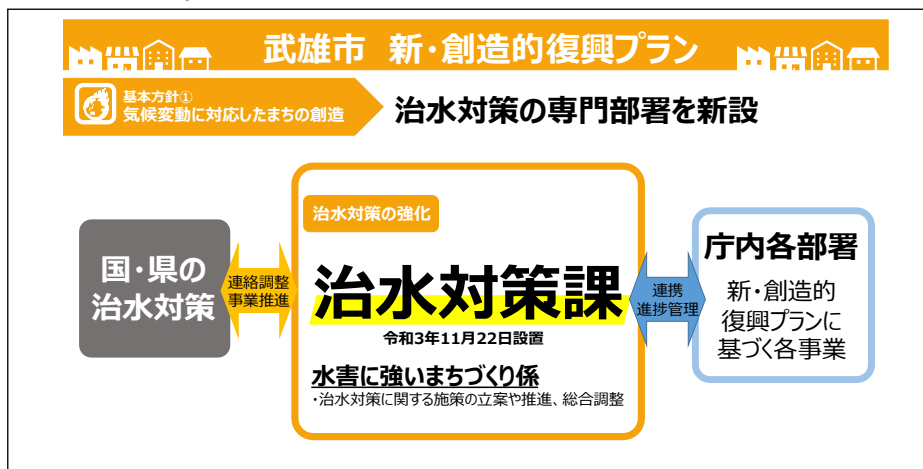 武雄市 新・創造的復興プラン
基本方針①
気候変動に対応したまちの創造
治水対策の専門部署を新設
治水対策の強化
国・県の
治水対策
連絡調整
事業推進
治水対策課
令和3年11月22日設置
水害に強いまちづくり係
・治水対策に関する施策の立案や推進、総合調整
連携
進捗管理
庁内各部署
新・創造的
復興プランに
基づく各事業